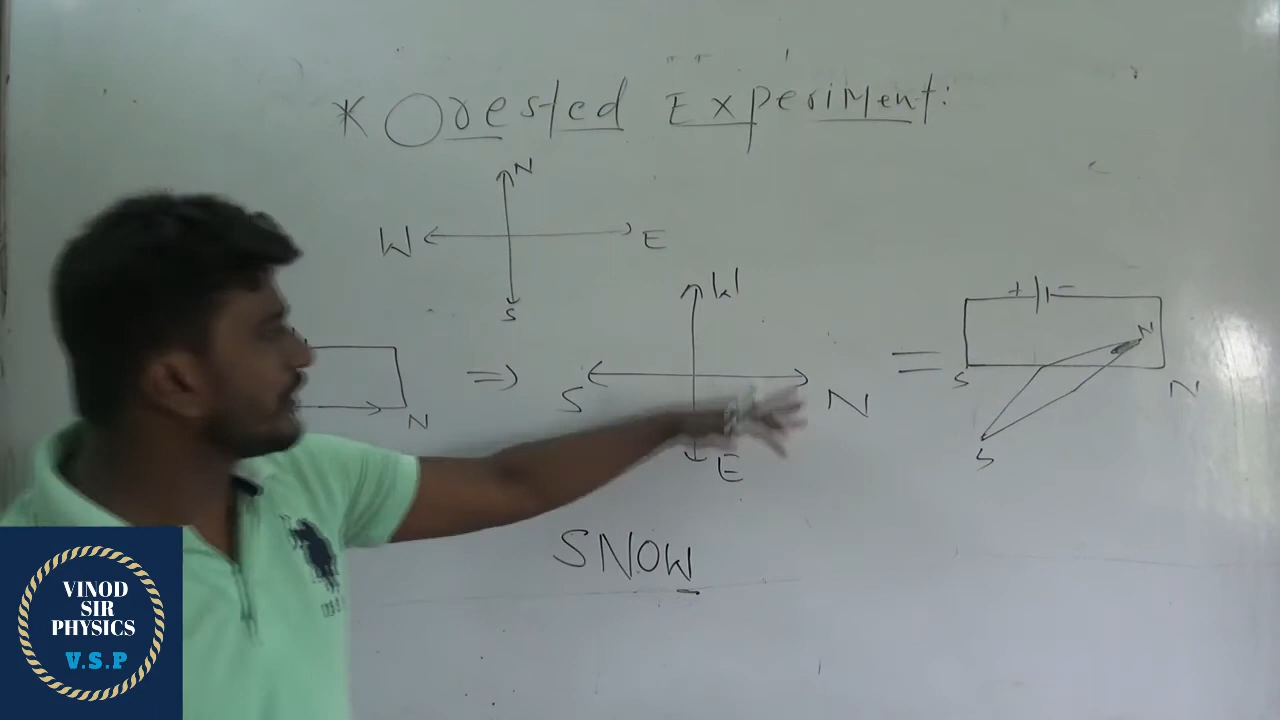 * Orested Experiment:
N
W E
S
W
S N
E
N
+ -
N
S N
S
SNOW
VINOD
SIR
PHYSICS
V.S.P